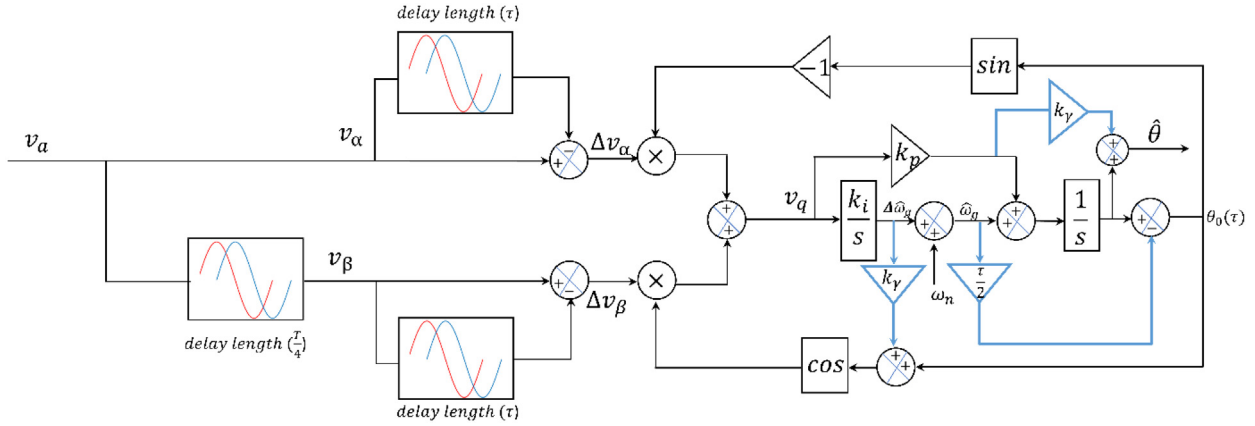 delay length (τ)
-1
sin
k_γ
θ̂
v_a
v_α
Δv_α
×
k_p
v_q
k_i/s
Δω̂_g
ω̂_g
1/s
θ_0(τ)
v_β
Δv_β
×
k_γ
ω_n
τ/2
delay length (T/4)
cos
delay length (τ)